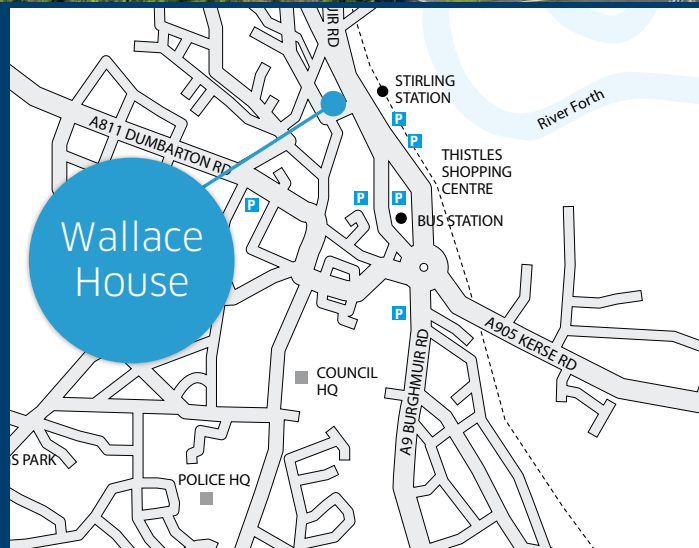 UIR RD
STIRLING
STATION
River Forth
P
P
A811 DUMBARTON RD
THISTLES
SHOPPING
CENTRE
P
P
P
BUS STATION
Wallace
House
P
A905 KERSE RD
A9 BURGHMUIR RD
COUNCIL
HQ
S PARK
POLICE HQ